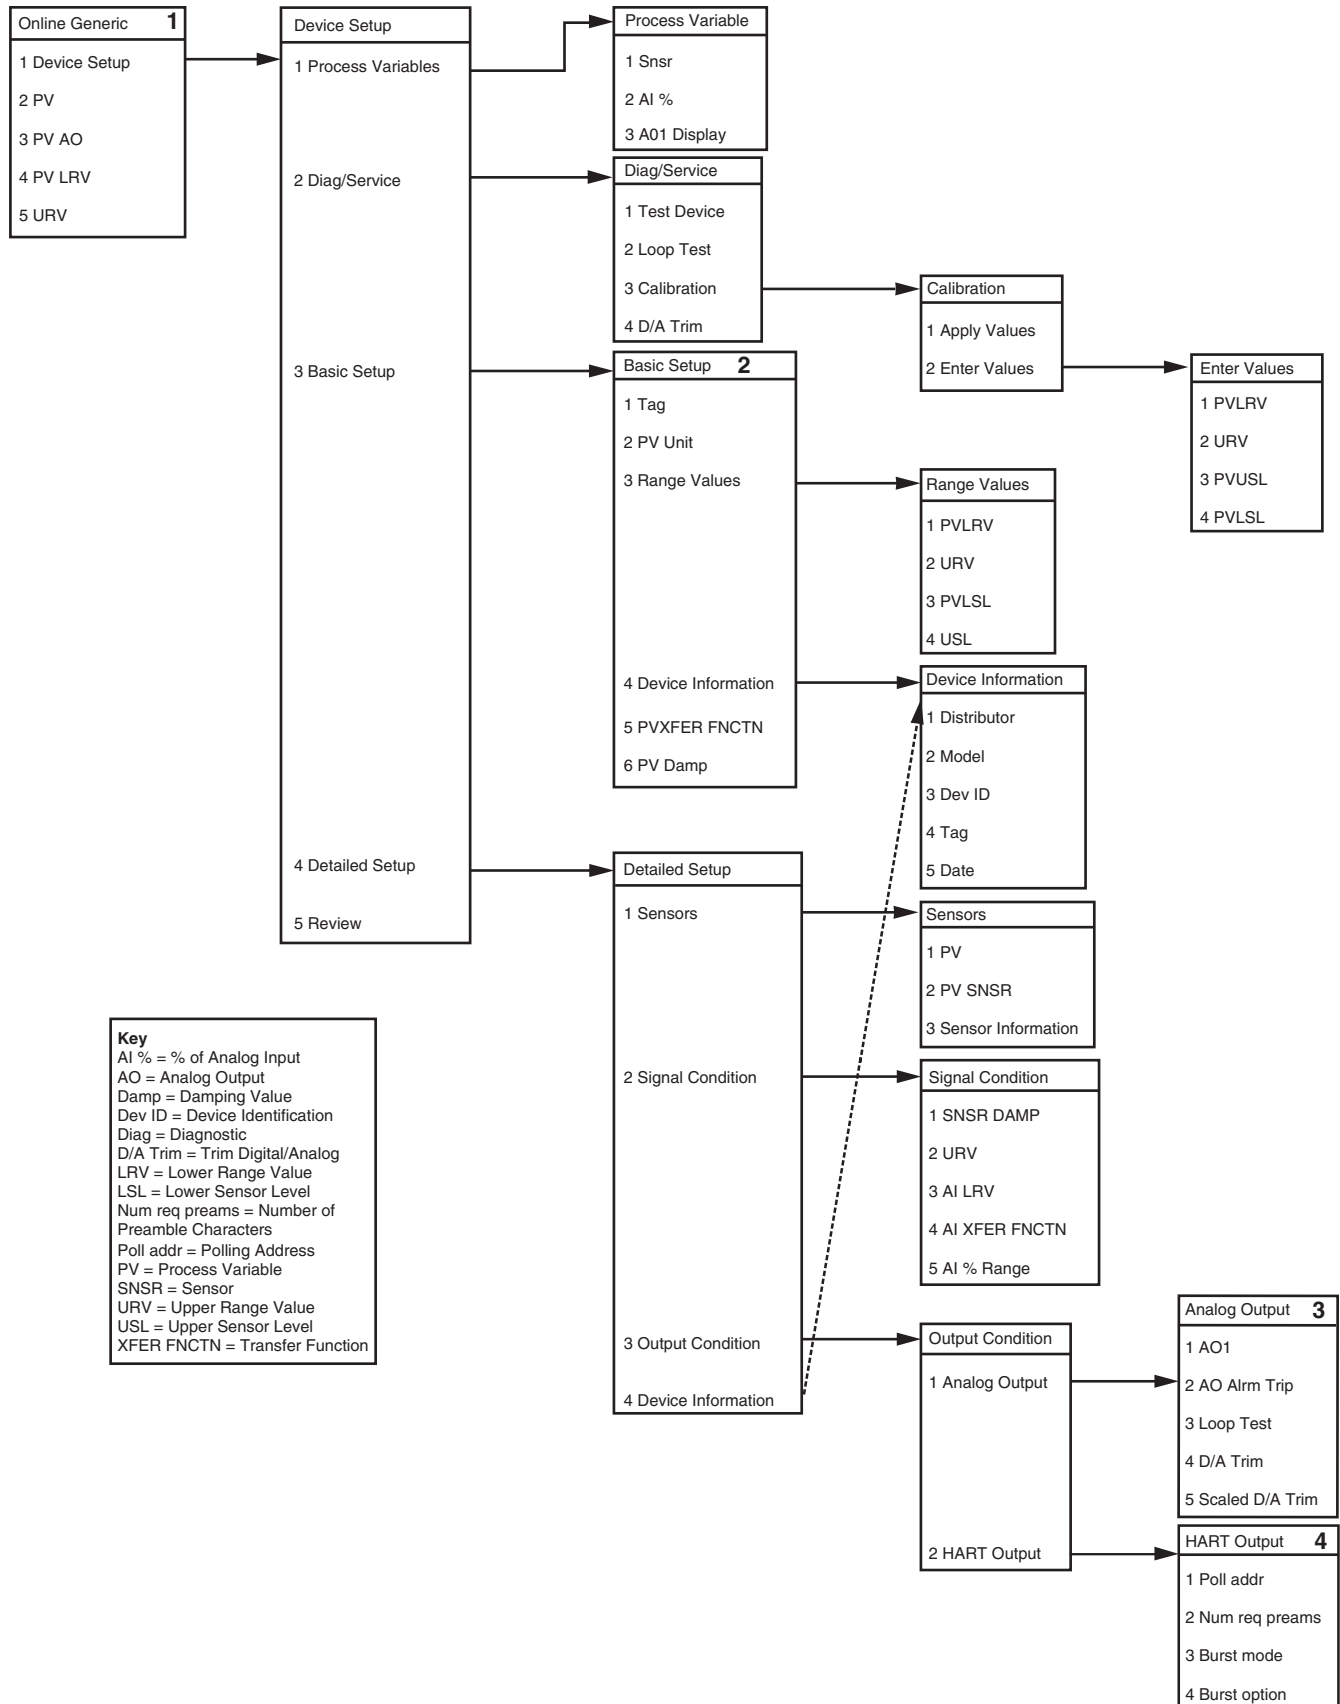 Online Generic 1
1 Device Setup
2 PV
3 PV AO
4 PV LRV
5 URV
Device Setup
1 Process Variables
2 Diag/Service
3 Basic Setup
4 Detailed Setup
5 Review
Process Variable
1 Snsr
2 AI %
3 A01 Display
Diag/Service
1 Test Device
2 Loop Test
3 Calibration
4 D/A Trim
Calibration
1 Apply Values
2 Enter Values
Enter Values
1 PVLRV
2 URV
3 PVUSL
4 PVLSL
Basic Setup 2
1 Tag
2 PV Unit
3 Range Values
4 Device Information
5 PVXFER FNCTN
6 PV Damp
Range Values
1 PVLRV
2 URV
3 PVLSL
4 USL
Device Information
1 Distributor
2 Model
3 Dev ID
4 Tag
5 Date
Detailed Setup
1 Sensors
2 Signal Condition
3 Output Condition
4 Device Information
Sensors
1 PV
2 PV SNSR
3 Sensor Information
Signal Condition
1 SNSR DAMP
2 URV
3 AI LRV
4 AI XFER FNCTN
5 AI % Range
Output Condition
1 Analog Output
2 HART Output
Analog Output 3
1 AO1
2 AO Alrm Trip
3 Loop Test
4 D/A Trim
5 Scaled D/A Trim
HART Output 4
1 Poll addr
2 Num req preams
3 Burst mode
4 Burst option
Key
AI % = % of Analog Input
AO = Analog Output
Damp = Damping Value
Dev ID = Device Identification
Diag = Diagnostic
D/A Trim = Trim Digital/Analog
LRV = Lower Range Value
LSL = Lower Sensor Level
Num req preams = Number of
Preamble Characters
Poll addr = Polling Address
PV = Process Variable
SNSR = Sensor
URV = Upper Range Value
USL = Upper Sensor Level
XFER FNCTN = Transfer Function